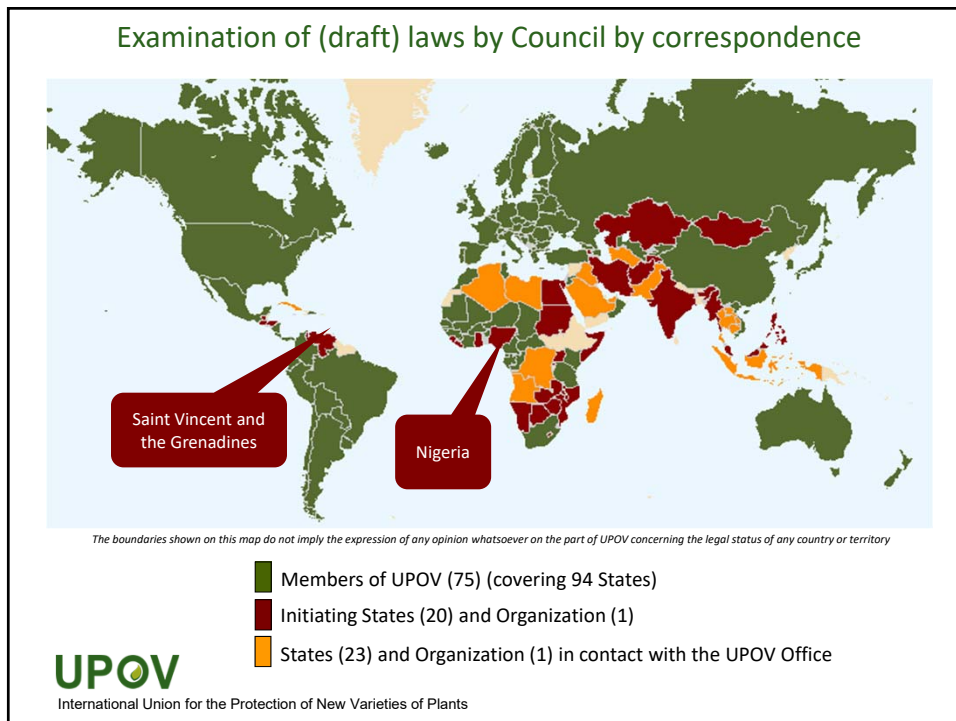 Examination of (draft) laws by Council by correspondence
Saint Vincent and
the Grenadines
Nigeria
The boundaries shown on this map do not imply the expression of any opinion whatsoever on the part of UPOV concerning the legal status of any country or territory
Members of UPOV (75) (covering 94 States)
Initiating States (20) and Organization (1)
States (23) and Organization (1) in contact with the UPOV Office
UPOV
International Union for the Protection of New Varieties of Plants